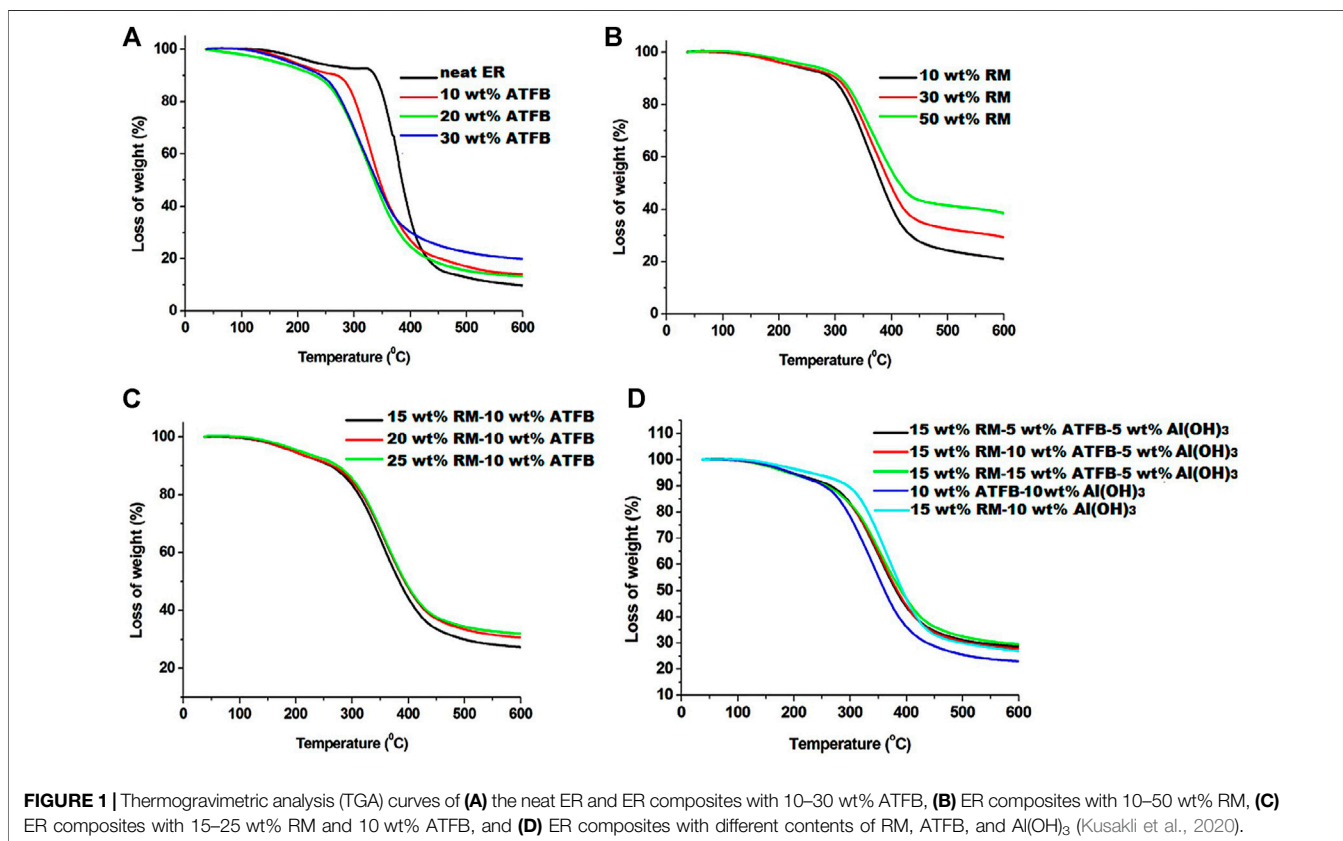 A
neat ER
10 wt% ATFB
20 wt% ATFB
30 wt% ATFB
Loss of weight (%)
100
80
60
40
20
0
0 100 200 300 400 500 600
Temperature (⁰C)
B
10 wt% RM
30 wt% RM
50 wt% RM
Loss of weight (%)
100
80
60
40
20
0
0 100 200 300 400 500 600
Temperature (⁰C)
C
15 wt% RM-10 wt% ATFB
20 wt% RM-10 wt% ATFB
25 wt% RM-10 wt% ATFB
Loss of weight (%)
100
80
60
40
20
0 100 200 300 400 500 600
Temperature (⁰C)
D
15 wt% RM-5 wt% ATFB-5 wt% Al(OH)₃
15 wt% RM-10 wt% ATFB-5 wt% Al(OH)₃
15 wt% RM-15 wt% ATFB-5 wt% Al(OH)₃
10 wt% ATFB-10wt% Al(OH)₃
15 wt% RM-10 wt% Al(OH)₃
Loss of weight (%)
110
100
90
80
70
60
50
40
30
20
10
0 100 200 300 400 500 600
Temperature (°C)
FIGURE 1 | Thermogravimetric analysis (TGA) curves of (A) the neat ER and ER composites with 10–30 wt% ATFB, (B) ER composites with 10–50 wt% RM, (C)
ER composites with 15–25 wt% RM and 10 wt% ATFB, and (D) ER composites with different contents of RM, ATFB, and Al(OH)₃ (Kusakli et al., 2020).